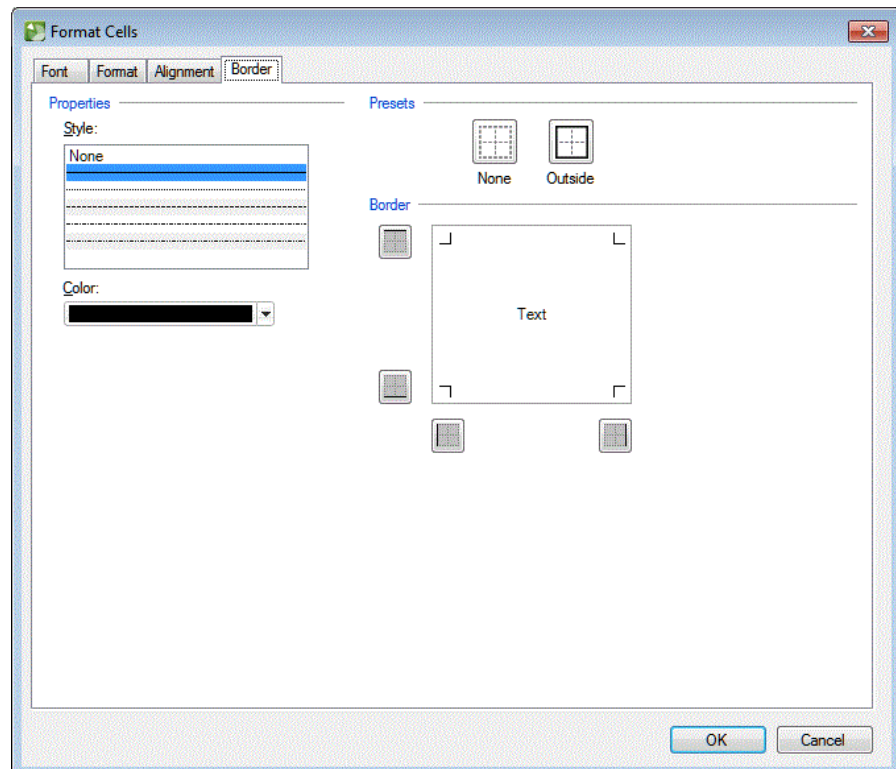 Format Cells
Font Format Alignment Border
Properties
Style:
None
Color:
Presets
None Outside
Border
Text
OK Cancel